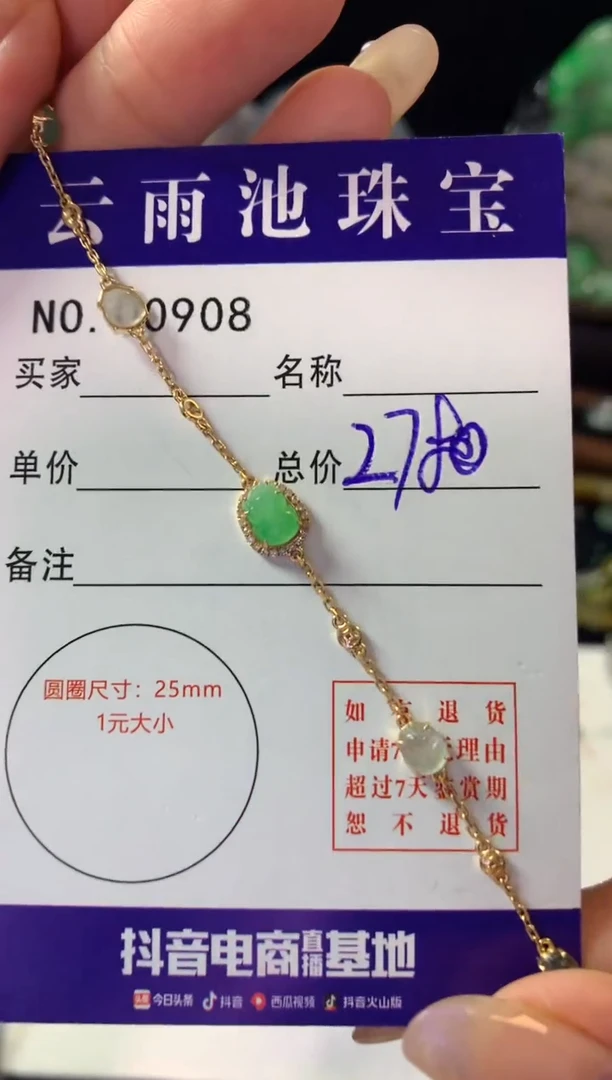 云雨池珠宝
NO. 0908
买家
名称
单价
总价
备注
圆圈尺寸：25mm
1元大小
如 退 货
申请7 理由
超过7天鉴赏期
恕 不 退 货
抖音电商直播基地
头条 今日头条 抖音 西瓜视频 抖音火山版